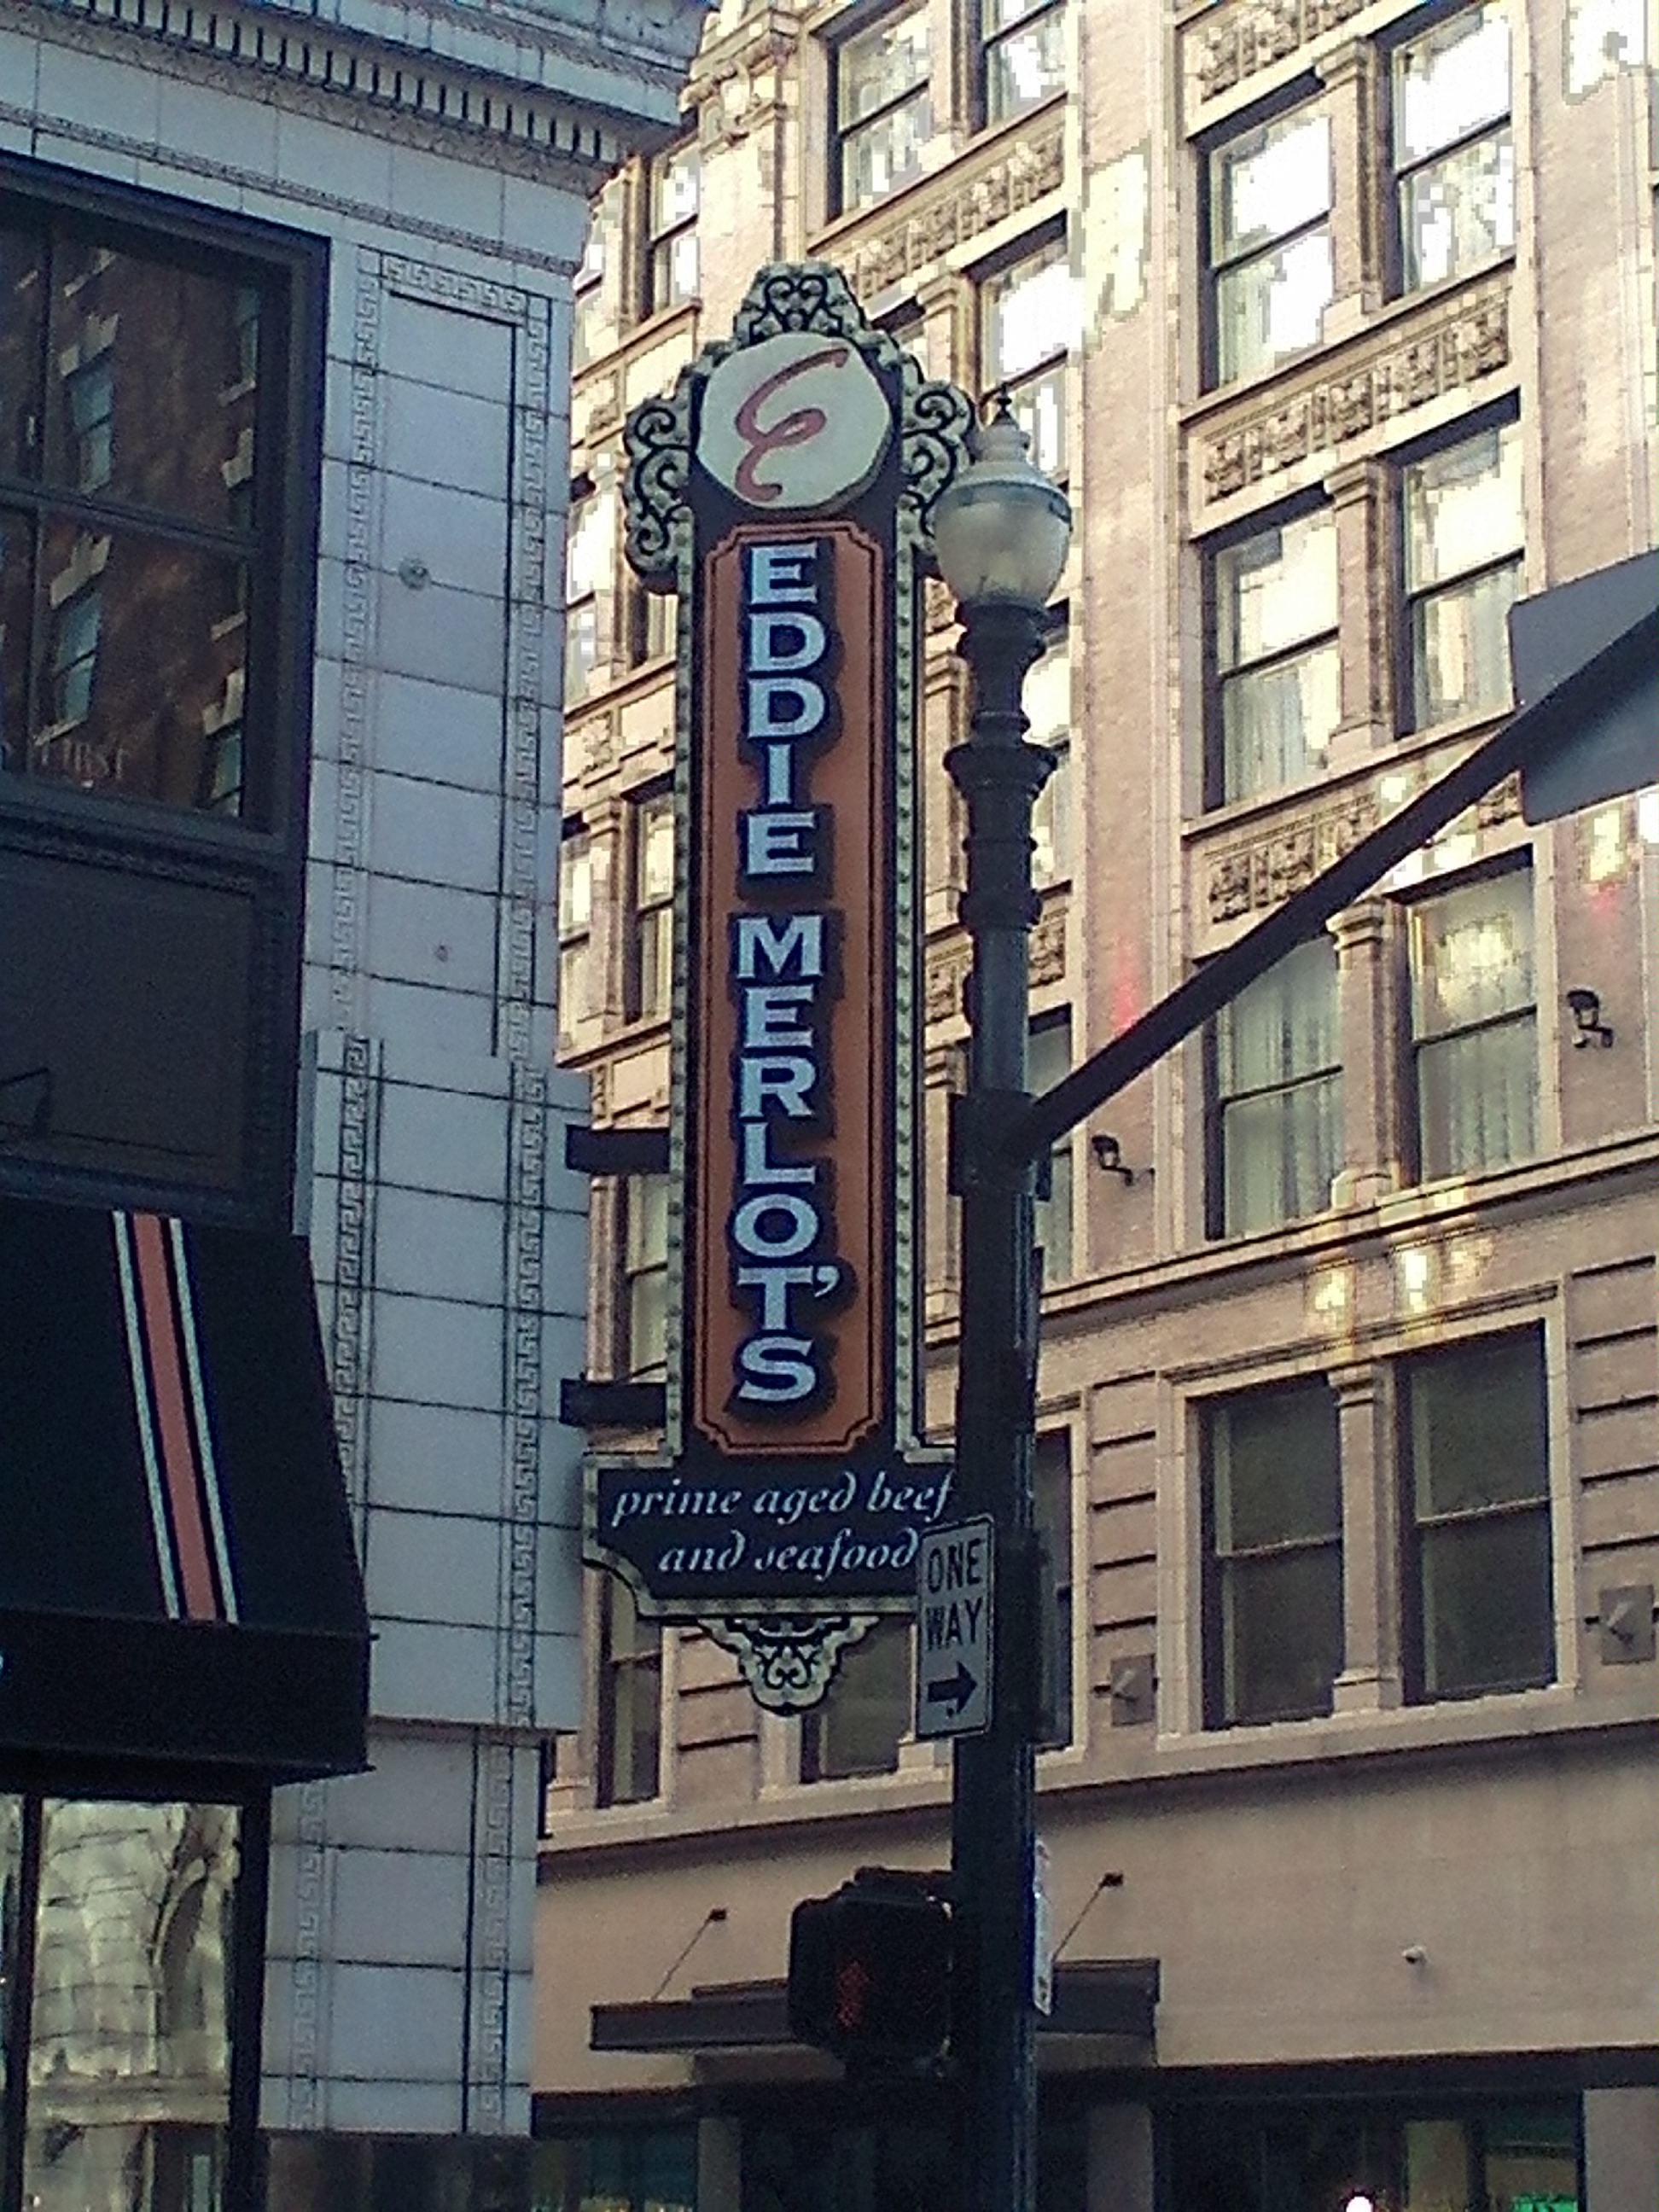 E
EDDIE MERLOT'S
prime aged beef
and seafood
ONE
WAY